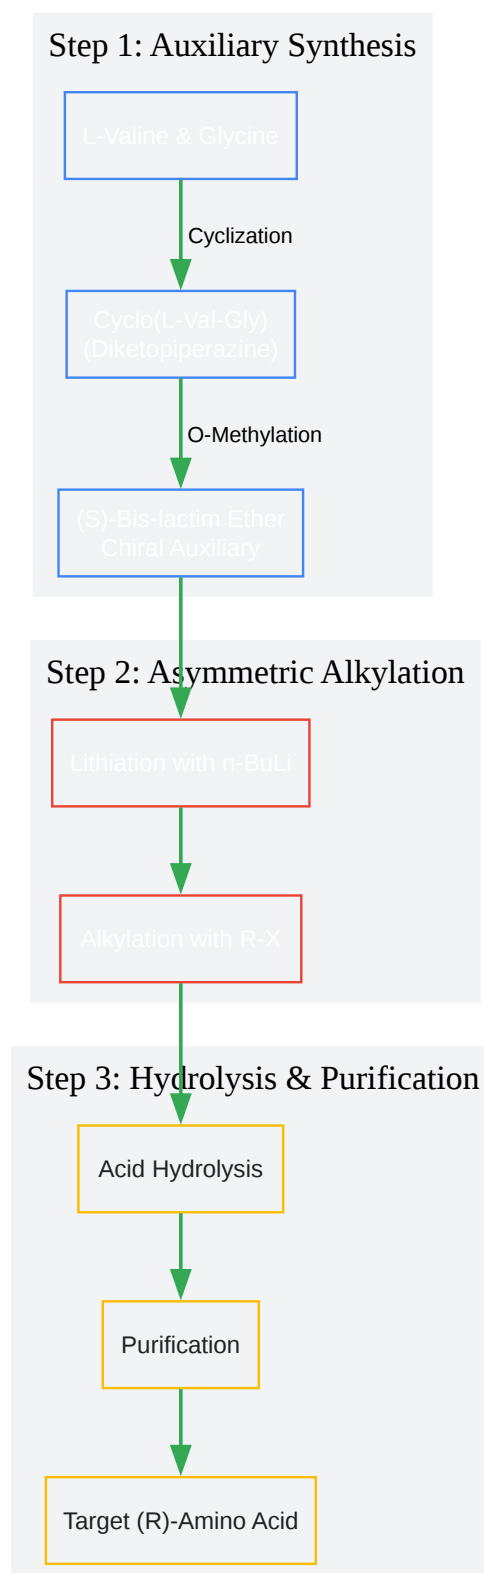 Step 1: Auxiliary Synthesis
L-Valine & Glycine
Cyclization
Cyclo(L-Val-Gly)
(Diketopiperazine)
O-Methylation
(S)-Bis-lactim Ether
Chiral Auxiliary
Step 2: Asymmetric Alkylation
Lithiation with n-BuLi
Alkylation with R-X
Step 3: Hydrolysis & Purification
Acid Hydrolysis
Purification
Target (R)-Amino Acid